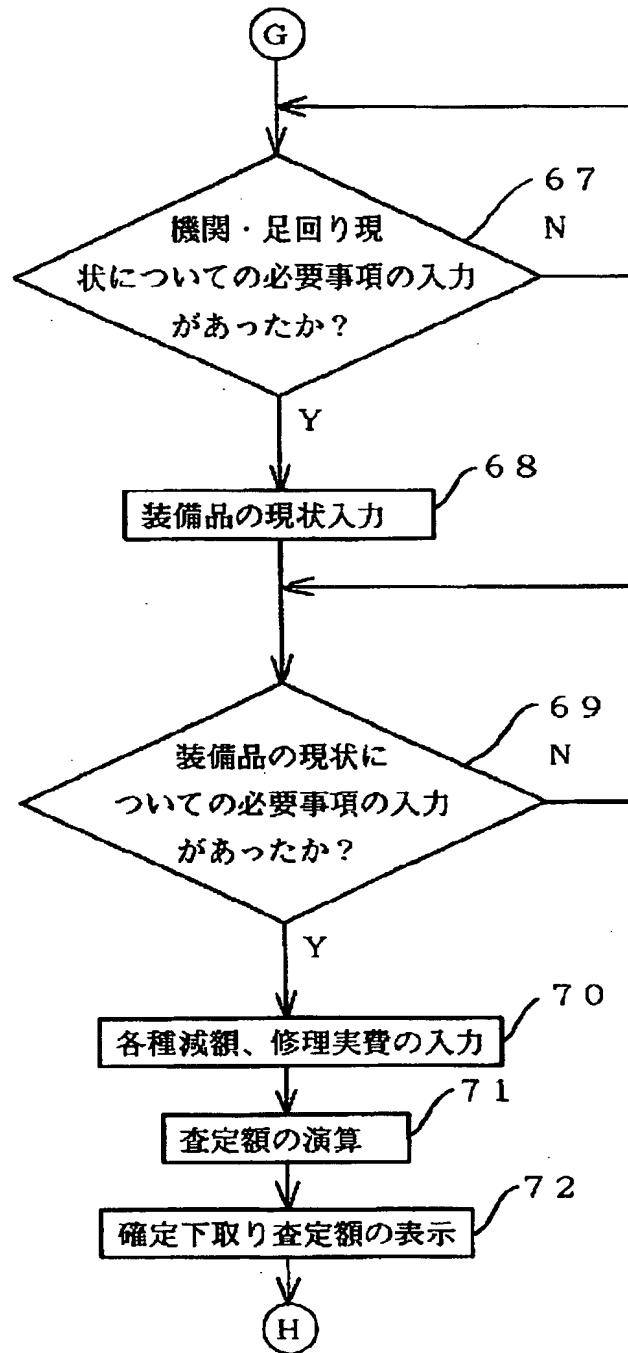 G
67
機関・足回り現
状についての必要事項の入力
があったか?
N
Y
68
装備品の現状入力
69
装備品の現状に
ついての必要事項の入力
があったか?
N
Y
70
各種減額、修理実費の入力
71
査定額の演算
72
確定下取り査定額の表示
H